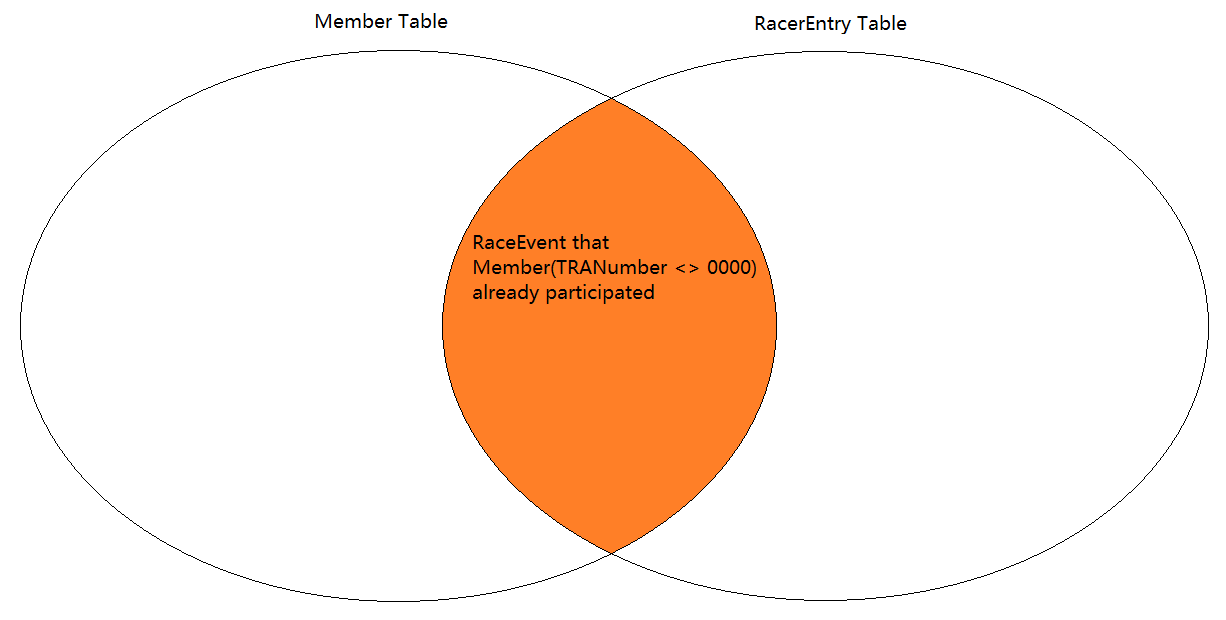 Member Table
RacerEntry Table
RaceEvent that
Member(TRANumber <> 0000)
already participated